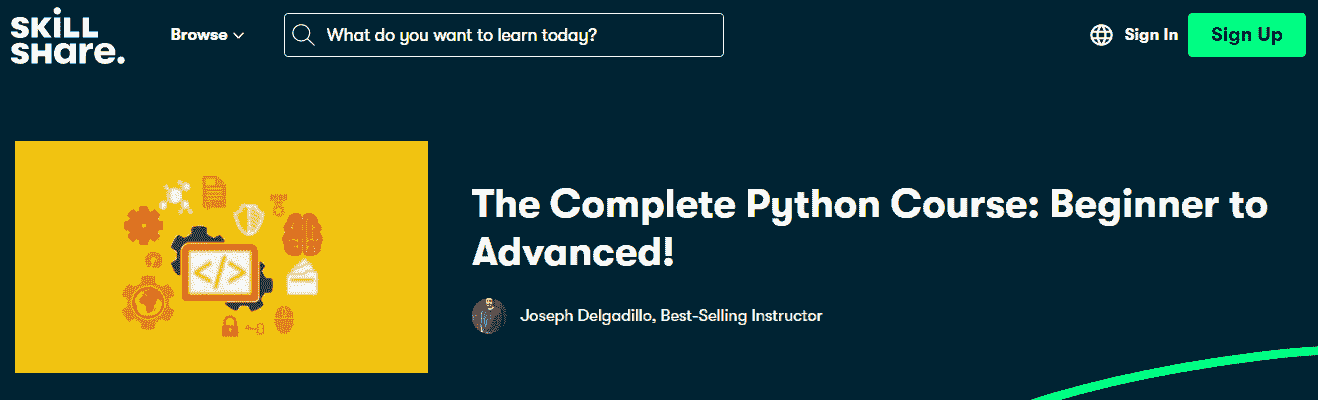 SKILL
SHARE.
Browse
What do you want to learn today?
Sign In
Sign Up
</>
The Complete Python Course: Beginner to
Advanced!
Joseph Delgadillo, Best-Selling Instructor